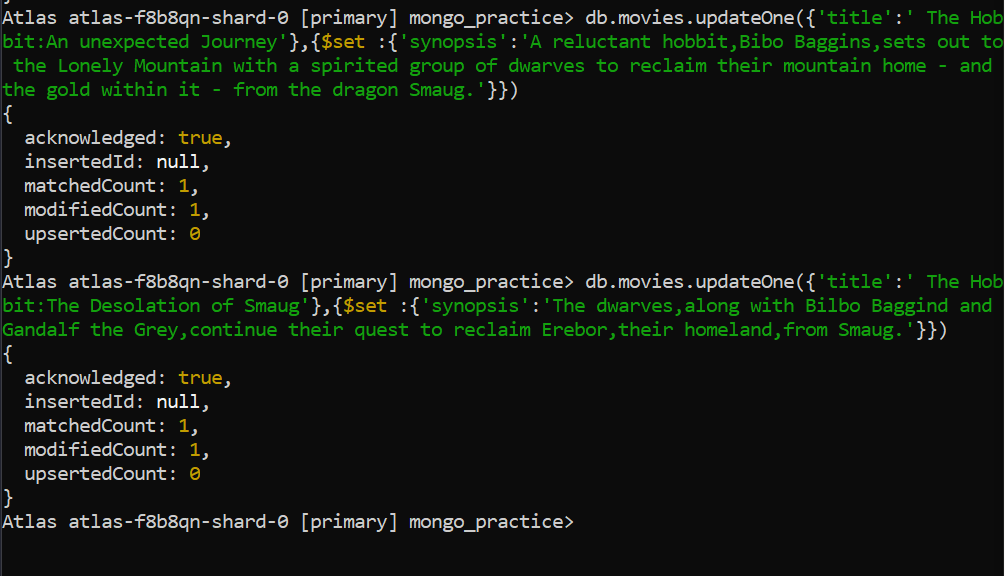 Atlas atlas-f8b8qn-shard-0 [primary] mongo_practice> db.movies.updateOne({'title':' The Hob
bit:An unexpected Journey'},{$set :{'synopsis':'A reluctant hobbit,Bibo Baggins,sets out to
 the Lonely Mountain with a spirited group of dwarves to reclaim their mountain home - and
the gold within it - from the dragon Smaug.'}})
{
  acknowledged: true,
  insertedId: null,
  matchedCount: 1,
  modifiedCount: 1,
  upsertedCount: 0
}
Atlas atlas-f8b8qn-shard-0 [primary] mongo_practice> db.movies.updateOne({'title':' The Hob
bit:The Desolation of Smaug'},{$set :{'synopsis':'The dwarves,along with Bilbo Baggind and
Gandalf the Grey,continue their quest to reclaim Erebor,their homeland,from Smaug.'}})
{
  acknowledged: true,
  insertedId: null,
  matchedCount: 1,
  modifiedCount: 1,
  upsertedCount: 0
}
Atlas atlas-f8b8qn-shard-0 [primary] mongo_practice>